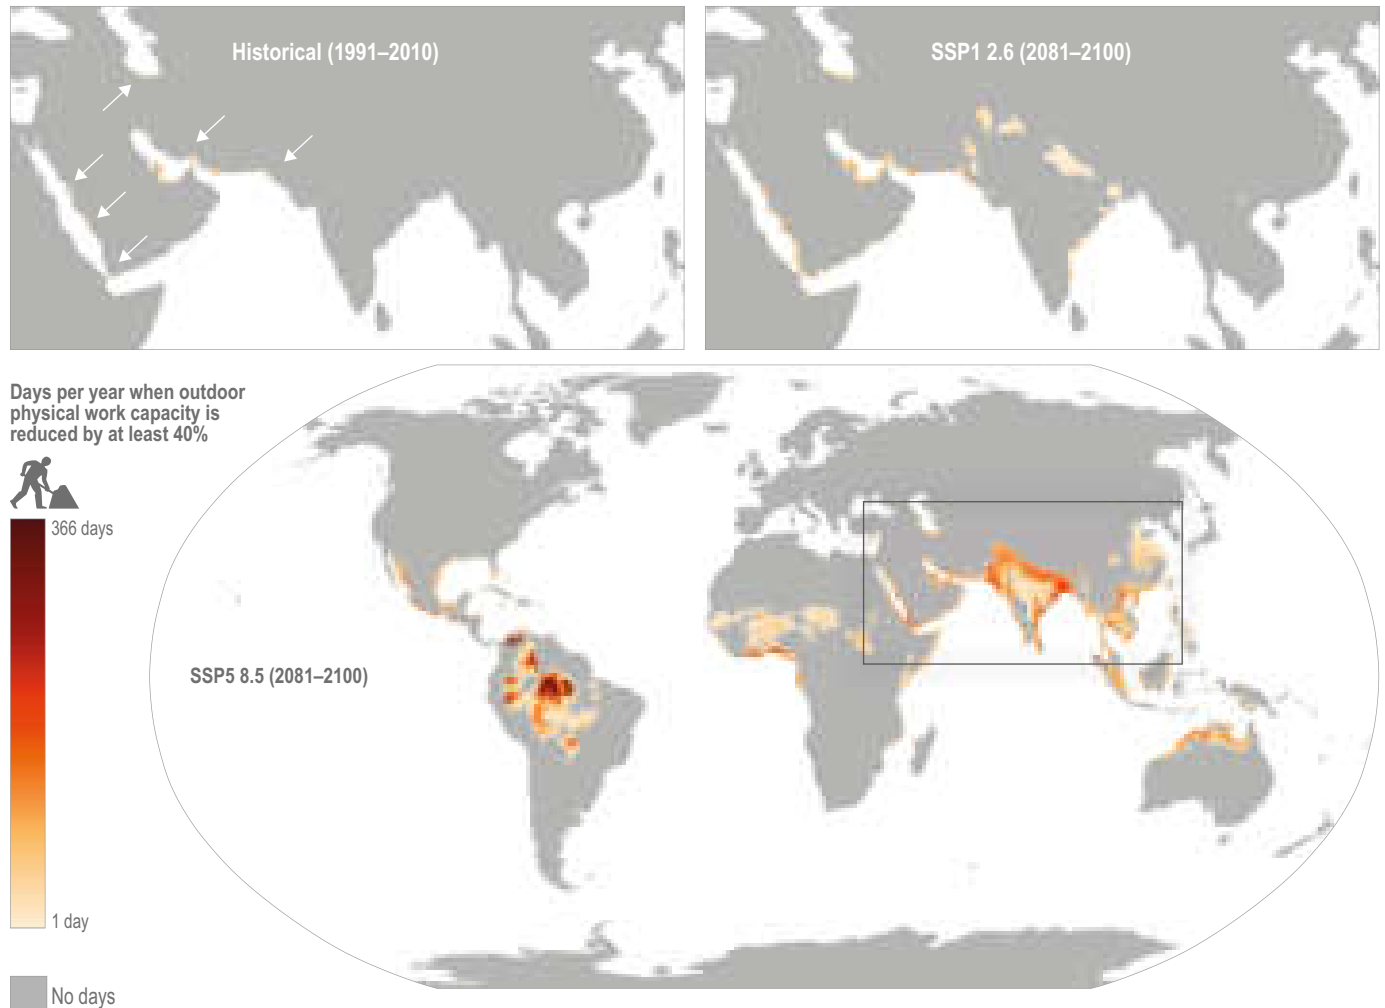 Historical (1991–2010)
SSP1 2.6 (2081–2100)
Days per year when outdoor
physical work capacity is
reduced by at least 40%
366 days
SSP5 8.5 (2081–2100)
1 day
No days